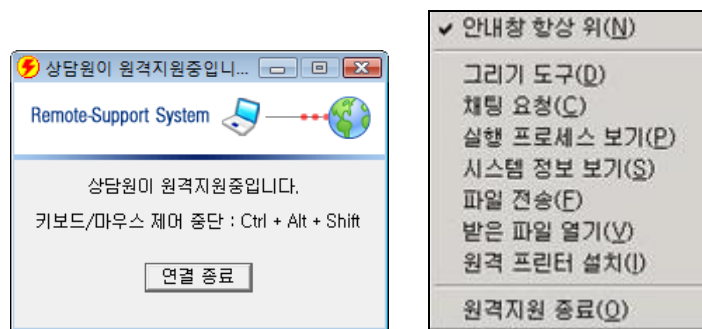 상담원이 원격지원중입니...
Remote-Support System
상담원이 원격지원중입니다.
키보드/마우스 제어 중단 : Ctrl + Alt + Shift
연결 종료
안내창 항상 위(N)
그리기 도구(D)
채팅 요청(C)
실행 프로세스 보기(P)
시스템 정보 보기(S)
파일 전송(F)
받은 파일 열기(V)
원격 프린터 설치(I)
원격지원 종료(O)